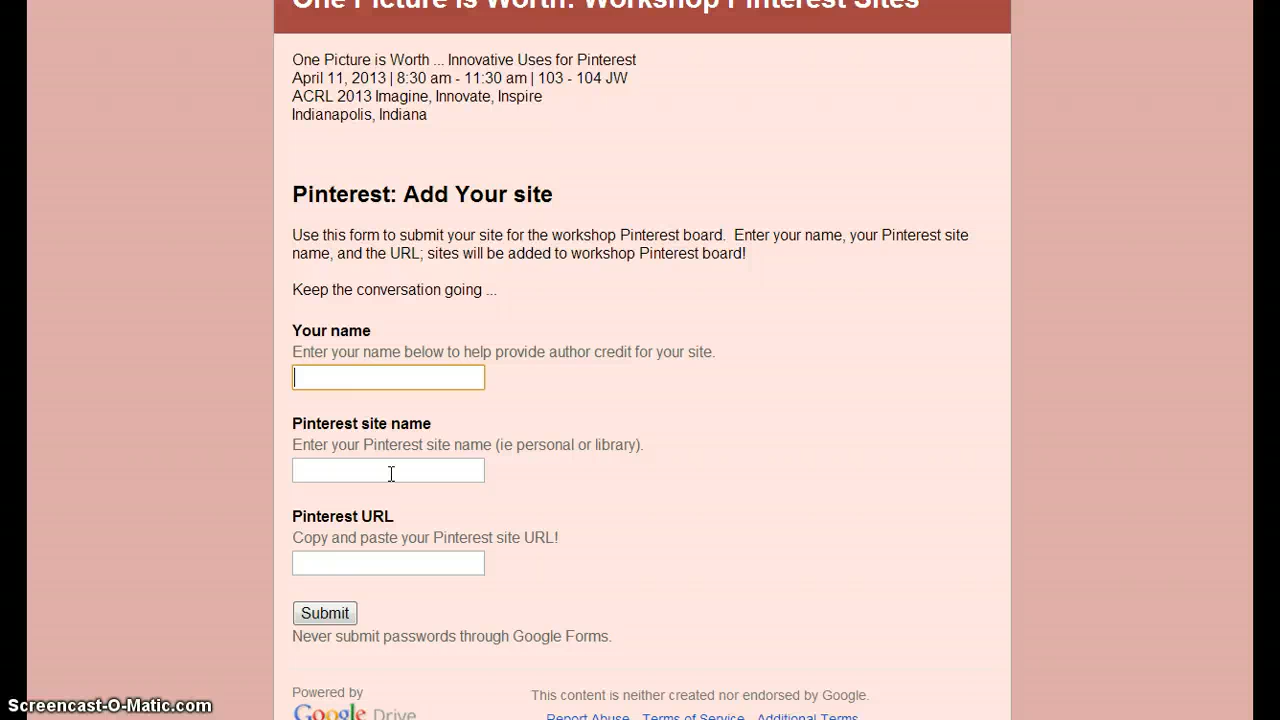 One Picture is Worth: Workshop Pinterest Sites
One Picture is Worth ... Innovative Uses for Pinterest
April 11, 2013 | 8:30 am - 11:30 am | 103 - 104 JW
ACRL 2013 Imagine, Innovate, Inspire
Indianapolis, Indiana
Pinterest: Add Your site
Use this form to submit your site for the workshop Pinterest board.  Enter your name, your Pinterest site
name, and the URL; sites will be added to workshop Pinterest board!
Keep the conversation going ...
Your name
Enter your name below to help provide author credit for your site.
Pinterest site name
Enter your Pinterest site name (ie personal or library).
Pinterest URL
Copy and paste your Pinterest site URL!
Submit
Never submit passwords through Google Forms.
Powered by
Google Drive
This content is neither created nor endorsed by Google.
Report Abuse Terms of Service Additional Terms
Screencast-O-Matic.com